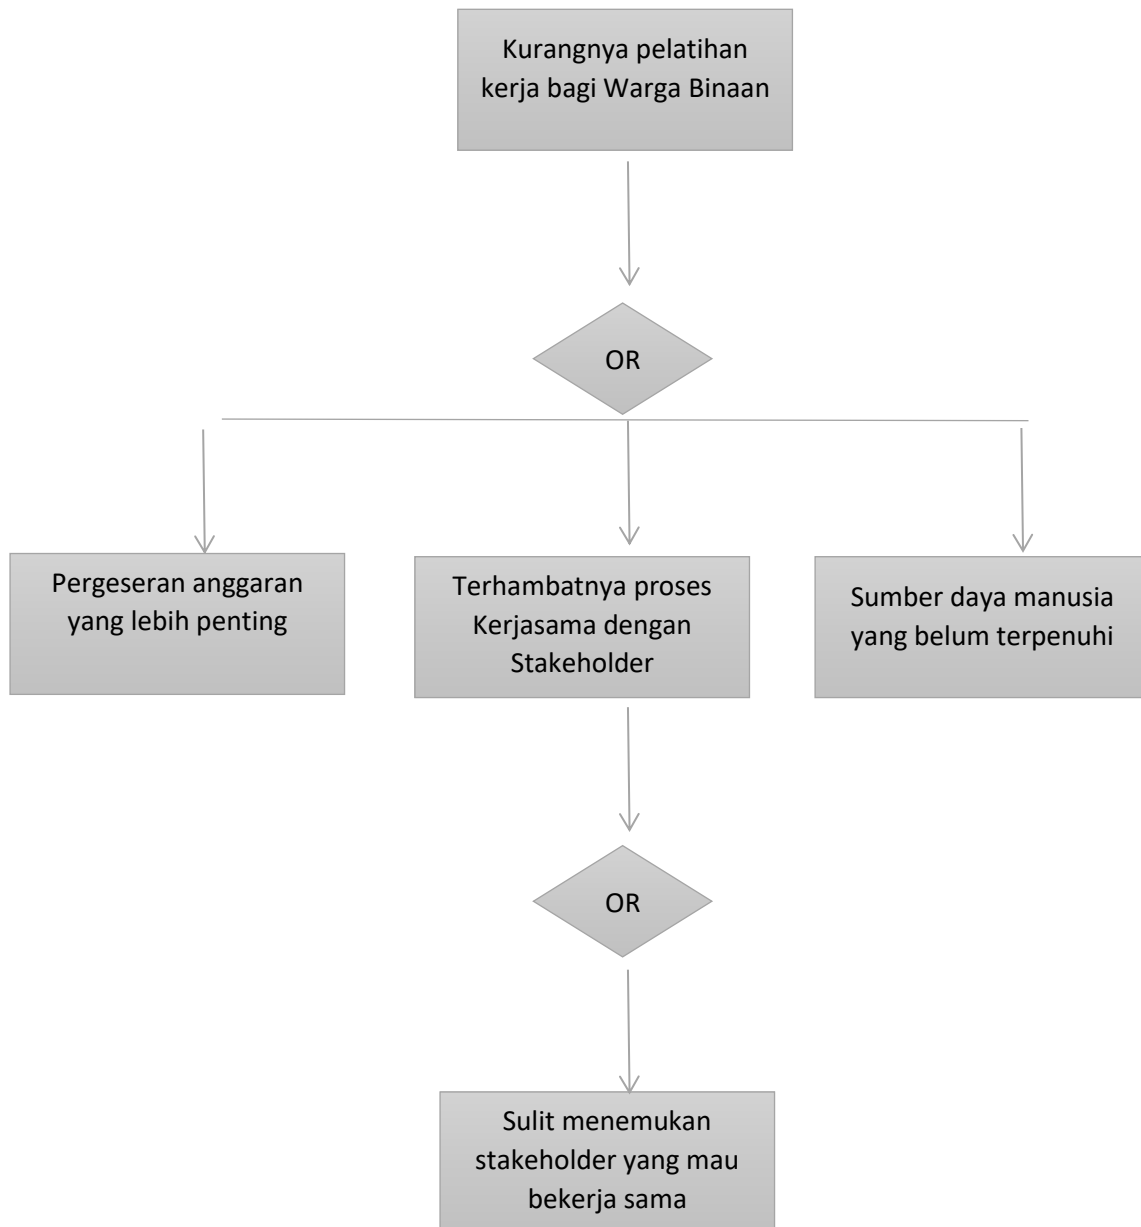 Kurangnya pelatihan
kerja bagi Warga Binaan
OR
Pergeseran anggaran
yang lebih penting
Terhambatnya proses
Kerjasama dengan
Stakeholder
Sumber daya manusia
yang belum terpenuhi
OR
Sulit menemukan
stakeholder yang mau
bekerja sama